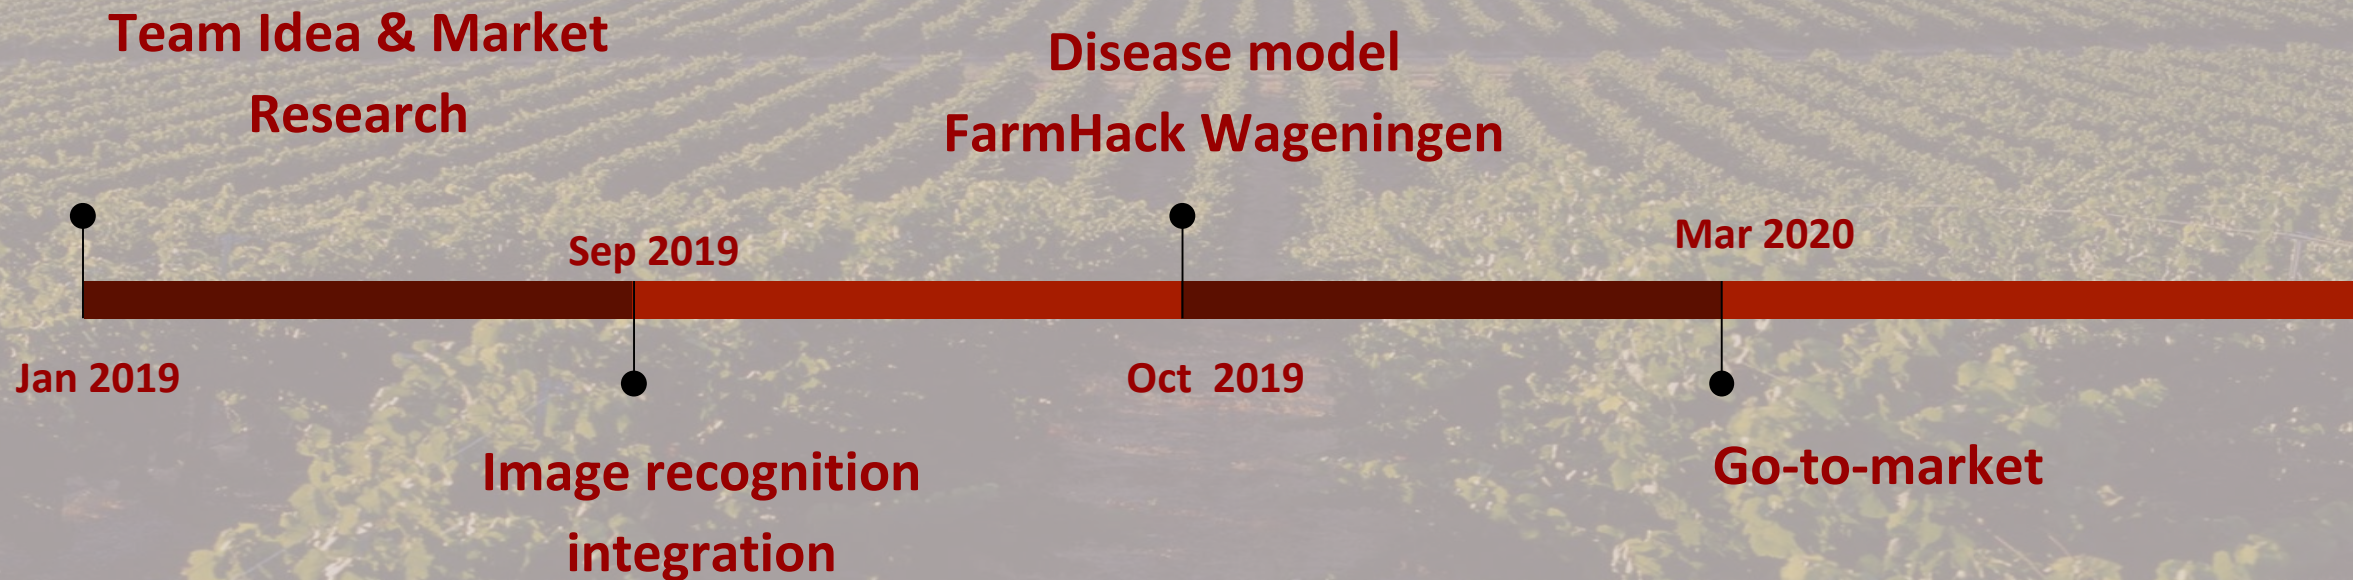 Team Idea & Market
Research
Disease model
FarmHack Wageningen
Sep 2019
Mar 2020
Jan 2019
Oct  2019
Image recognition
integration
Go-to-market